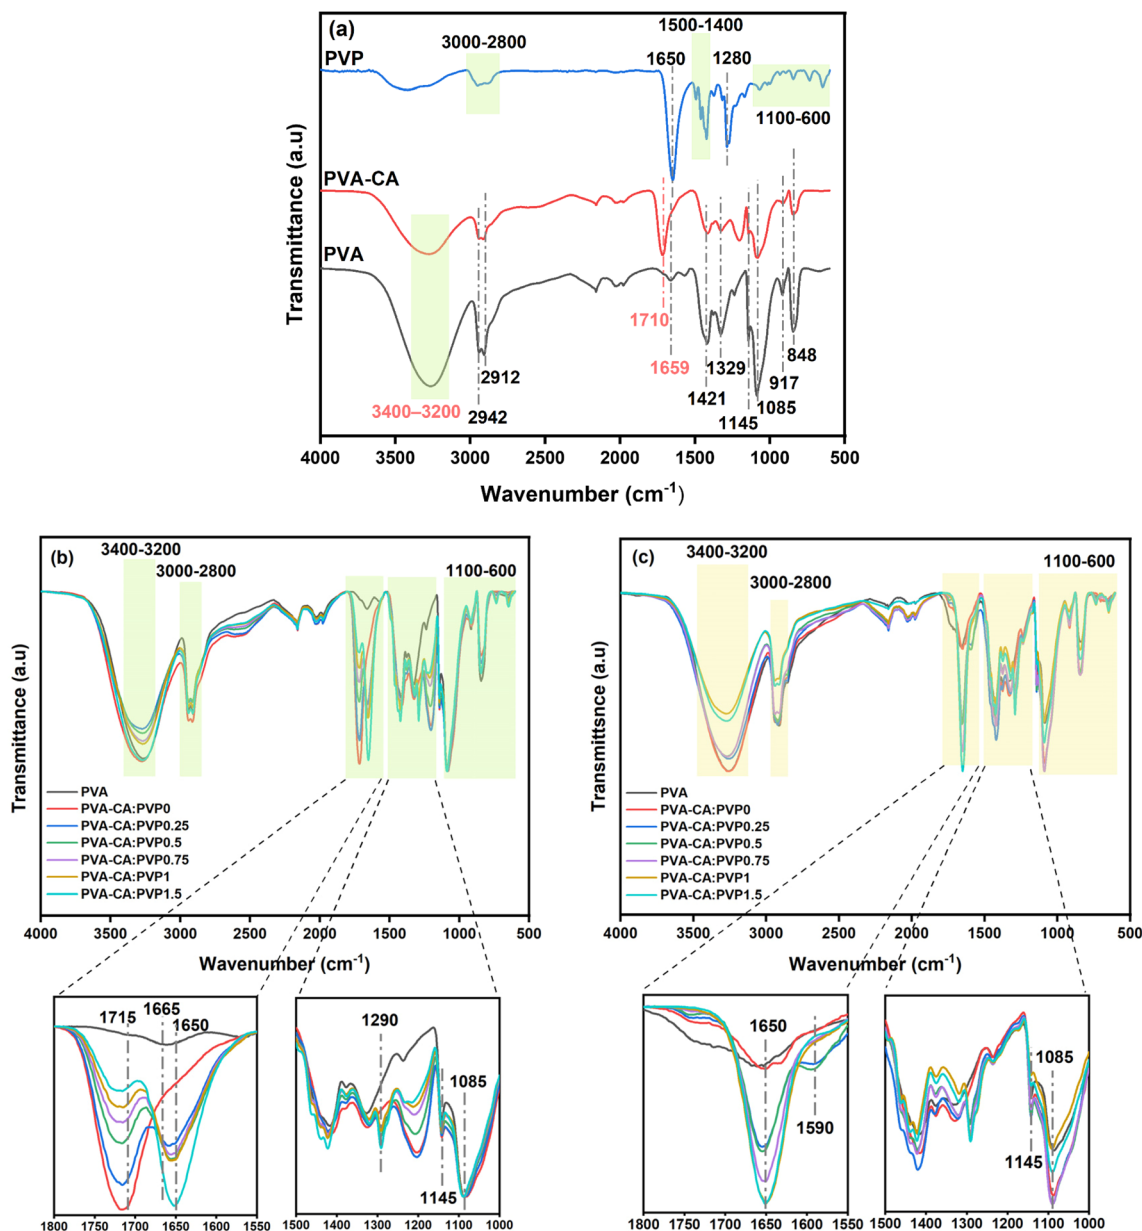 (a)
PVP
3000-2800
1650
1500-1400
1280
1100-600
PVA-CA
PVA
3400–3200
2942
2912
1710
1659
1421
1329
1145
1085
917
848
Transmittance (a.u)
4000 3500 3000 2500 2000 1500 1000 500
Wavenumber (cm-1)
(b)
3400-3200
3000-2800
1100-600
Transmittance (a.u)
PVA
PVA-CA:PVP0
PVA-CA:PVP0.25
PVA-CA:PVP0.5
PVA-CA:PVP0.75
PVA-CA:PVP1
PVA-CA:PVP1.5
4000 3500 3000 2500 2000 1500 1000 500
Wavenumber (cm-1)
1715
1665
1650
1800 1750 1700 1650 1600 1550
1290
1085
1145
1500 1400 1300 1200 1100 1000
(c)
3400-3200
3000-2800
1100-600
Transmittsnce (a.u)
PVA
PVA-CA:PVP0
PVA-CA:PVP0.25
PVA-CA:PVP0.5
PVA-CA:PVP0.75
PVA-CA:PVP1
PVA-CA:PVP1.5
4000 3500 3000 2500 2000 1500 1000 500
Wavenumber (cm-1)
1650
1590
1800 1750 1700 1650 1600 1550
1085
1145
1500 1400 1300 1200 1100 1000